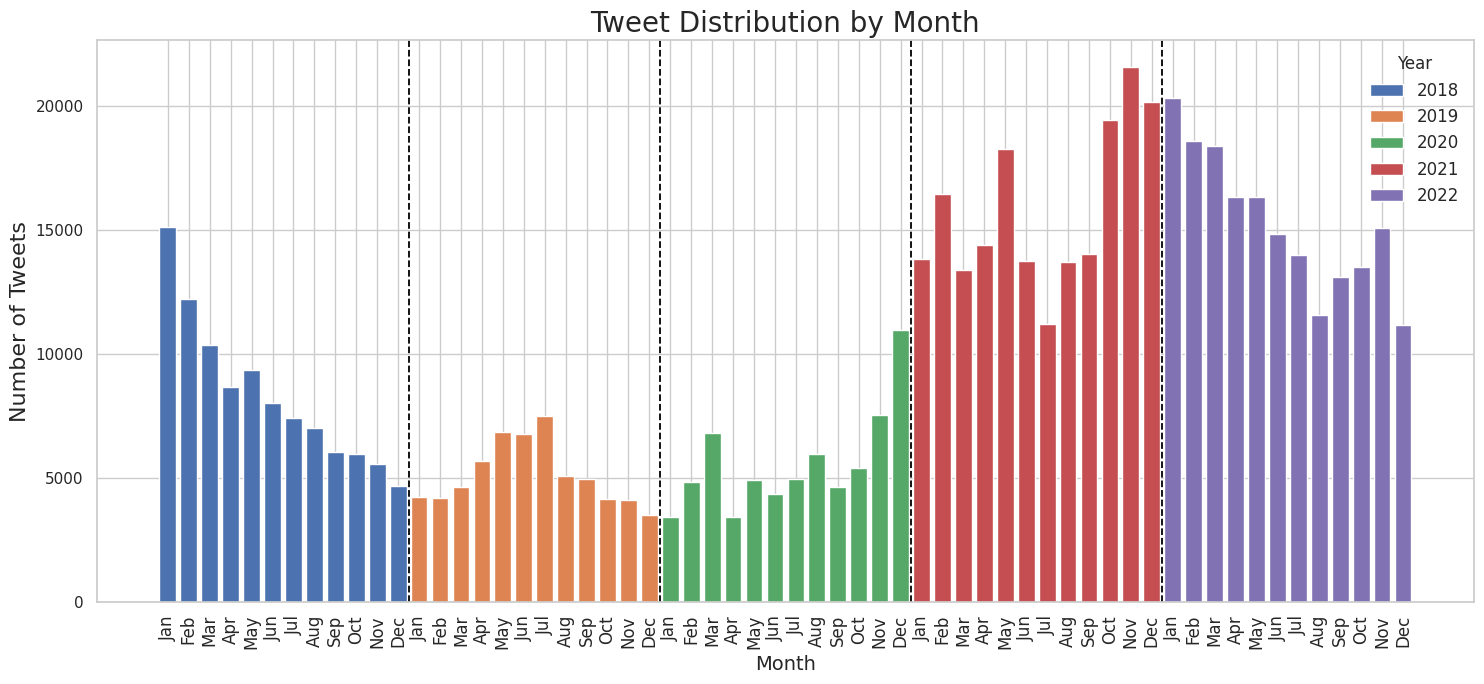 Tweet Distribution by Month
Number of Tweets
20000
15000
10000
5000
0
Year
2018
2019
2020
2021
2022
Jan Feb Mar Apr May Jun Jul Aug Sep Oct Nov Dec Jan Feb Mar Apr May Jun Jul Aug Sep Oct Nov Dec Jan Feb Mar Apr May Jun Jul Aug Sep Oct Nov Dec Jan Feb Mar Apr May Jun Jul Aug Sep Oct Nov Dec Jan Feb Mar Apr May Jun Jul Aug Sep Oct Nov Dec
Month